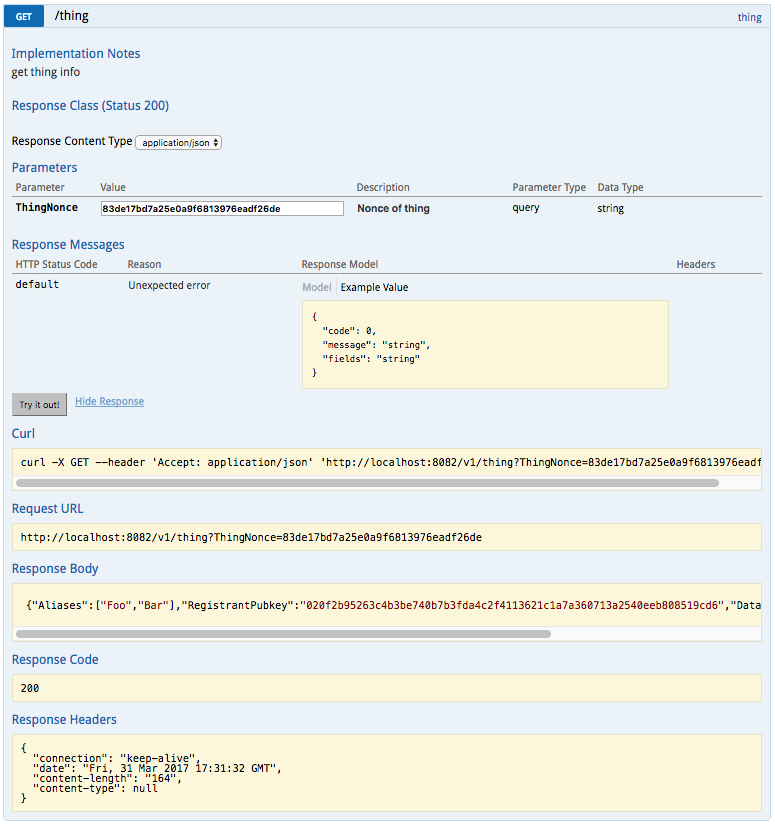 GET /thing thing
Implementation Notes
get thing info
Response Class (Status 200)
Response Content Type application/json
Parameters
Parameter Value Description Parameter Type Data Type
ThingNonce 83de17bd7a25e0a9f6813976eadf26de Nonce of thing query string
Response Messages
HTTP Status Code Reason Response Model Headers
default Unexpected error Model Example Value
{
"code": 0,
"message": "string",
"fields": "string"
}
Try it out! Hide Response
Curl
curl -X GET --header 'Accept: application/json' 'http://localhost:8082/v1/thing?ThingNonce=83de17bd7a25e0a9f6813976eadf
Request URL
http://localhost:8082/v1/thing?ThingNonce=83de17bd7a25e0a9f6813976eadf26de
Response Body
{"Aliases":["Foo","Bar"],"RegistrantPubkey":"020f2b95263c4b3be740b7b3fda4c2f4113621c1a7a360713a2540eeb808519cd6","Data
Response Code
200
Response Headers
{
"connection": "keep-alive",
"date": "Fri, 31 Mar 2017 17:31:32 GMT",
"content-length": "164",
"content-type": null
}